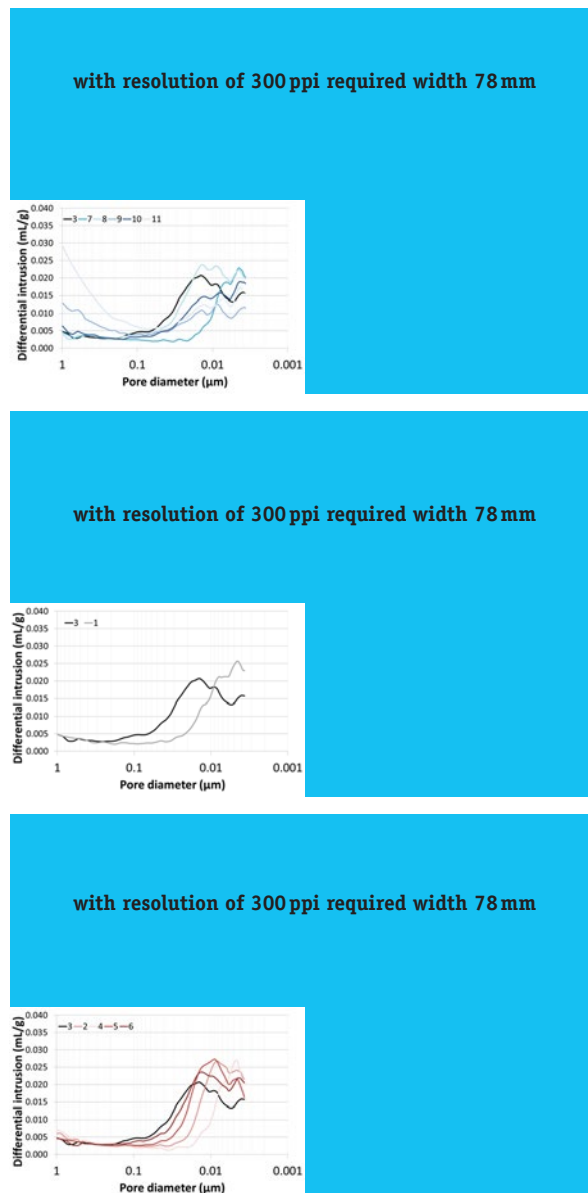 with resolution of 300 ppi required width 78 mm
Differential intrusion (mL/g)
0.040
0.035
0.030
0.025
0.020
0.015
0.010
0.005
0.000
3 7 8 9 10 11
1 0.1 0.01 0.001
Pore diameter (µm)
with resolution of 300 ppi required width 78 mm
Differential intrusion (mL/g)
0.040
0.035
0.030
0.025
0.020
0.015
0.010
0.005
0.000
3 1
1 0.1 0.01 0.001
Pore diameter (µm)
with resolution of 300 ppi required width 78 mm
Differential intrusion (mL/g)
0.040
0.035
0.030
0.025
0.020
0.015
0.010
0.005
0.000
3 2 4 5 6
1 0.1 0.01 0.001
Pore diameter (µm)